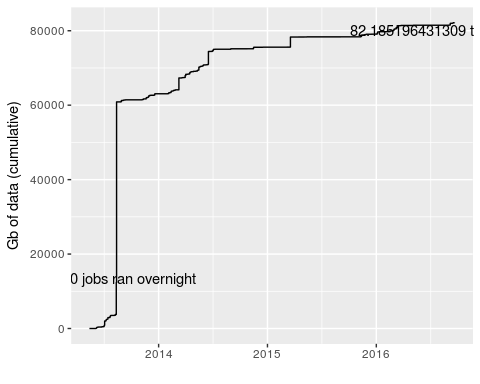 80000
82.185196431309 t
60000
40000
20000
0 jobs ran overnight
0
2014
2015
2016
Gb of data (cumulative)